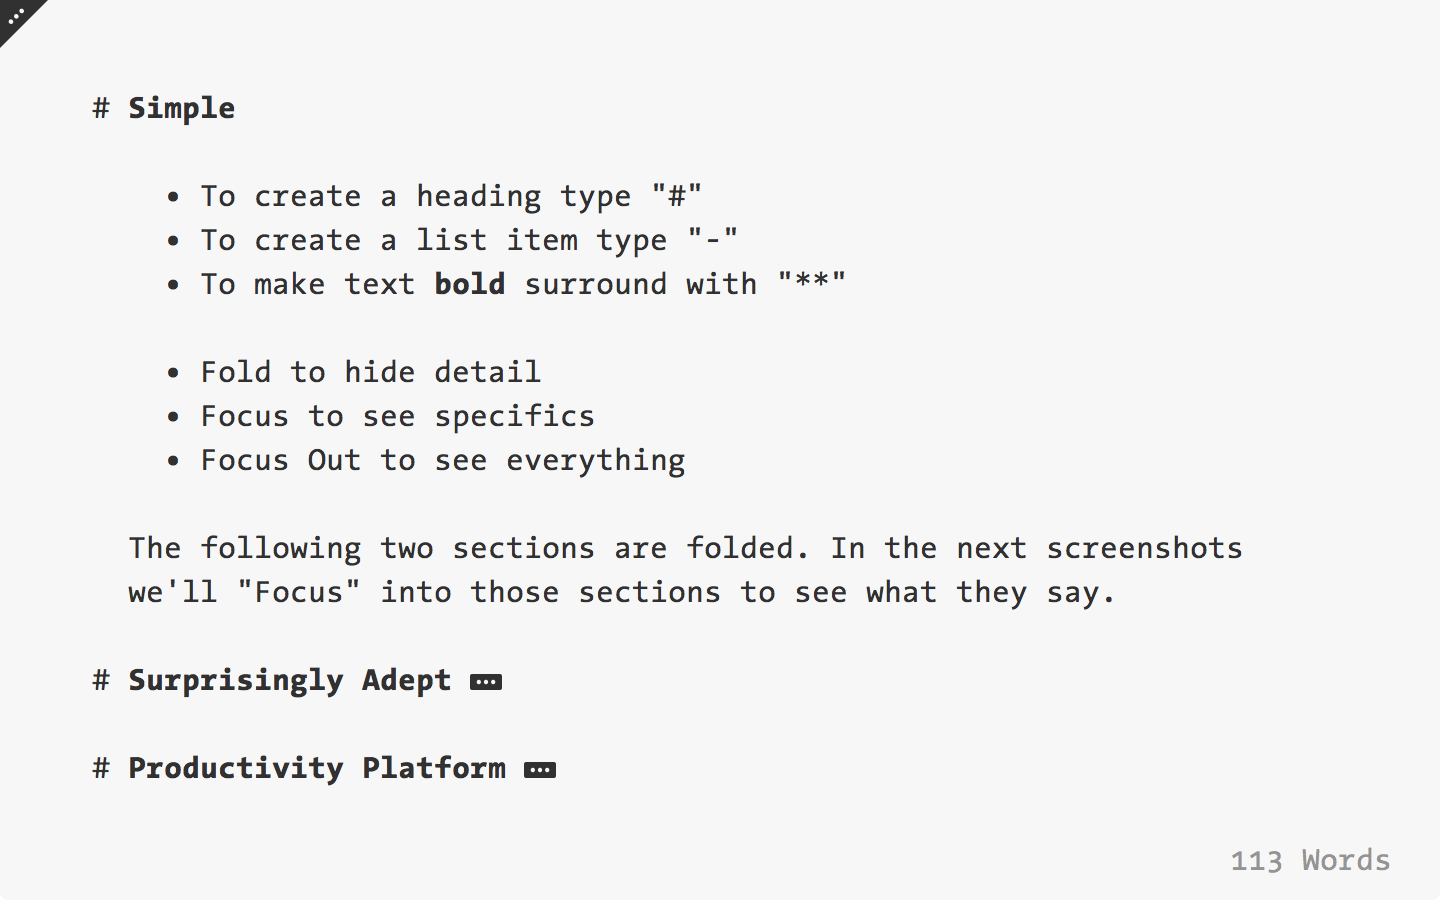 # Simple
• To create a heading type "#"
• To create a list item type "-"
• To make text bold surround with "**"
• Fold to hide detail
• Focus to see specifics
• Focus Out to see everything
The following two sections are folded. In the next screenshots
we'll "Focus" into those sections to see what they say.
# Surprisingly Adept
# Productivity Platform
113 Words